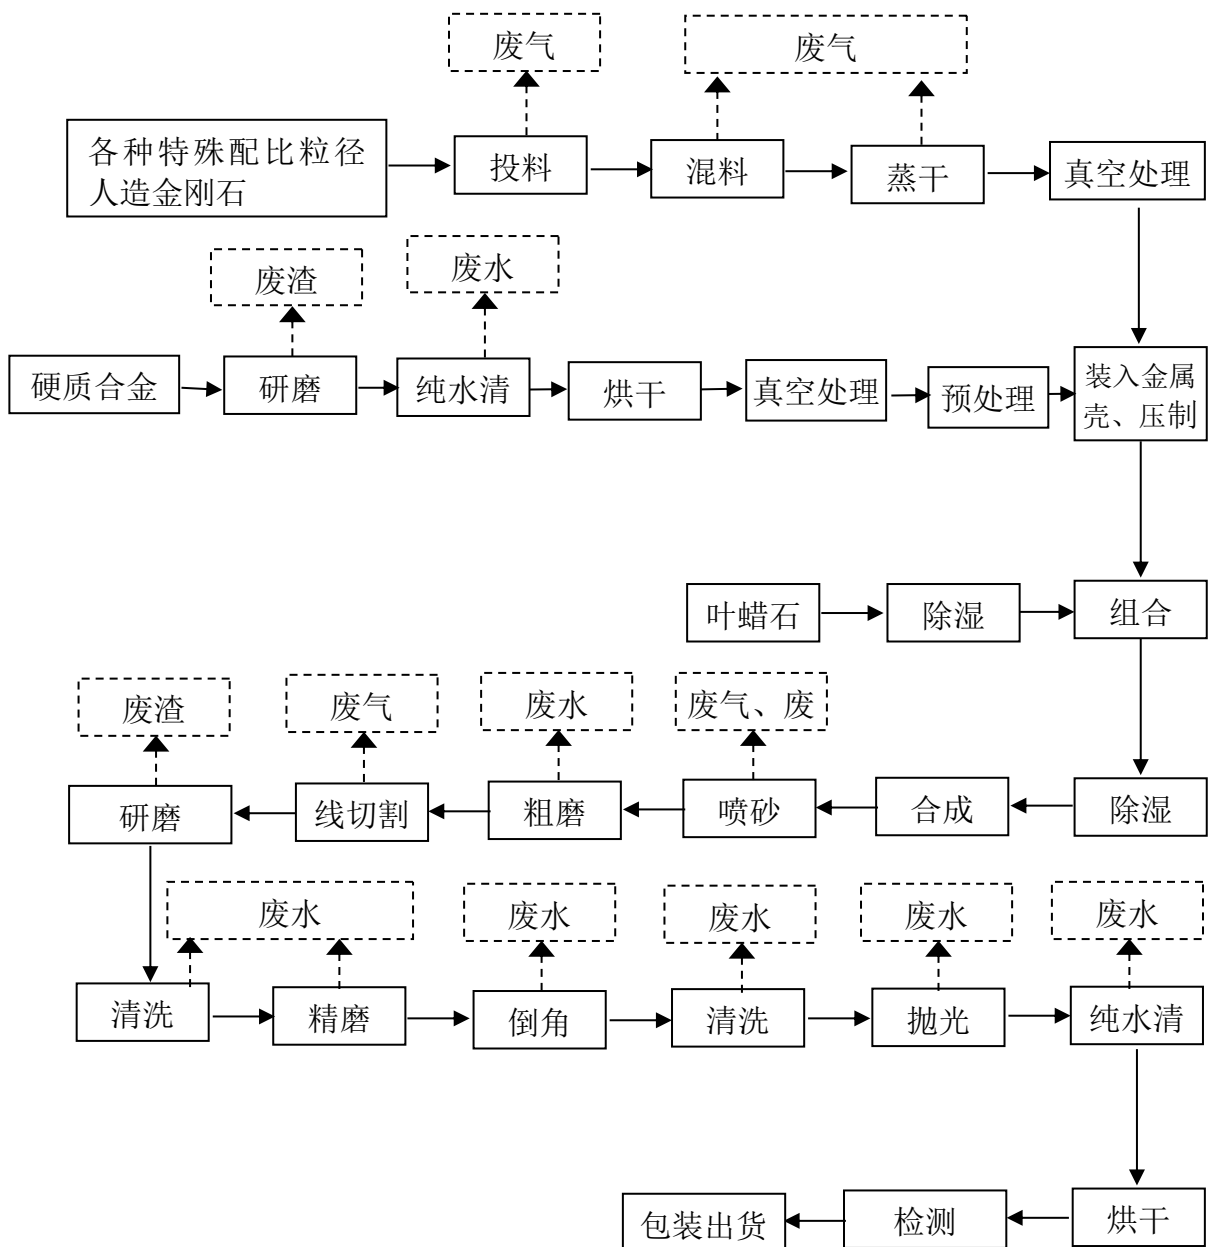 废气
废气
各种特殊配比粒径
人造金刚石
投料
混料
蒸干
真空处理
废渣
废水
硬质合金
研磨
纯水清
烘干
真空处理
预处理
装入金属
壳、压制
叶蜡石
除湿
组合
废渣
废气
废水
废气、废
研磨
线切割
粗磨
喷砂
合成
除湿
废水
废水
废水
废水
废水
清洗
精磨
倒角
清洗
抛光
纯水清
包装出货
检测
烘干